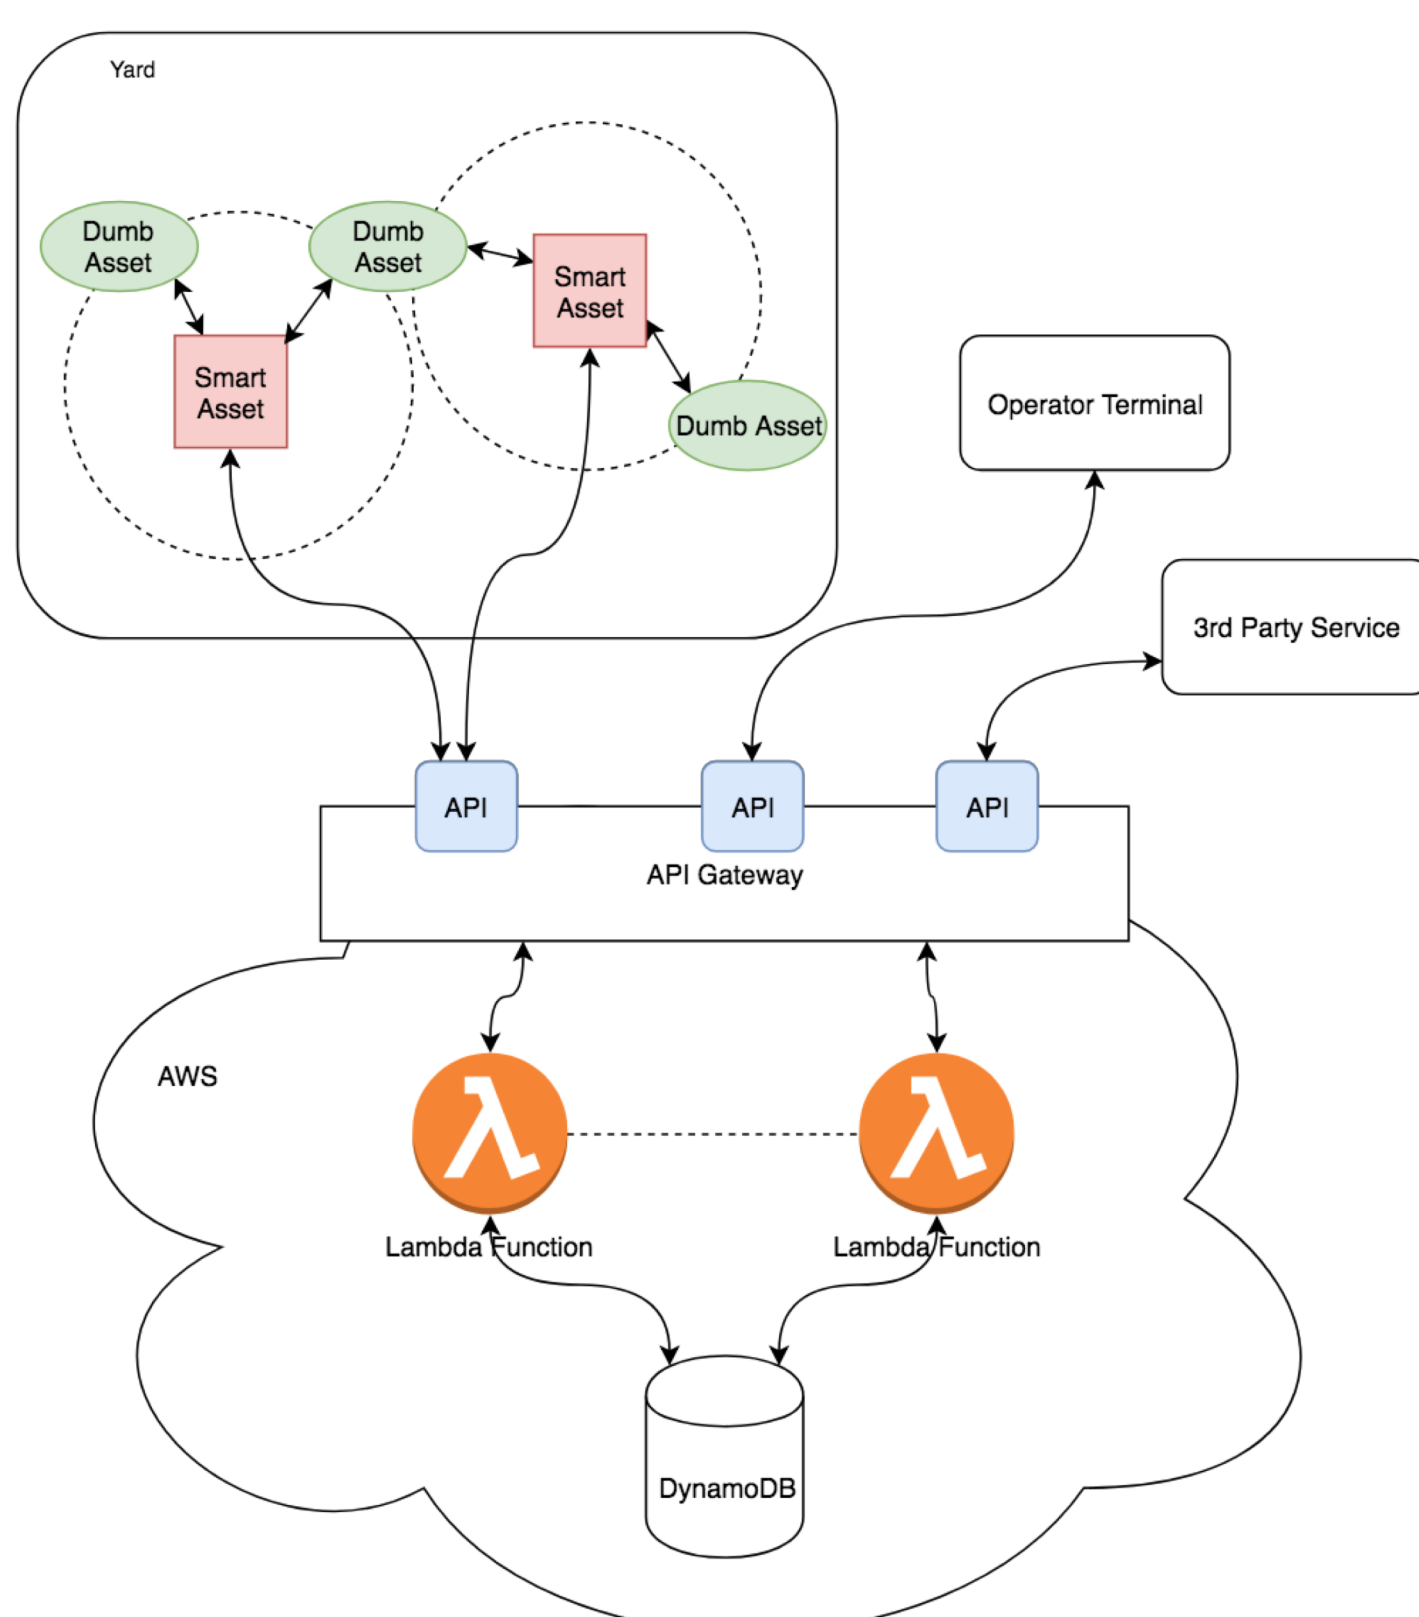 Yard
Dumb
Asset
Dumb
Asset
Smart
Asset
Smart
Asset
Dumb Asset
Operator Terminal
3rd Party Service
API
API
API
API Gateway
AWS
Lambda Function
Lambda Function
DynamoDB